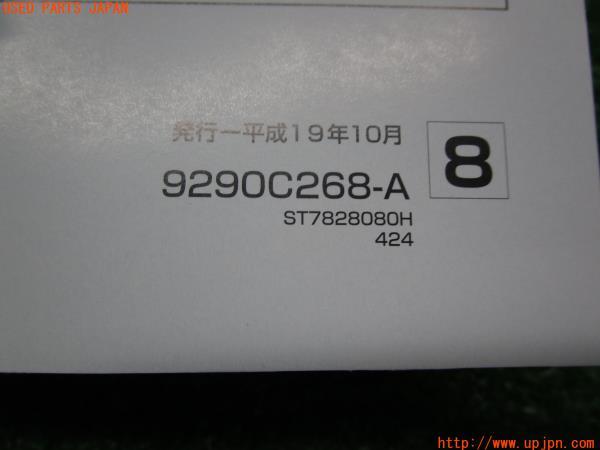 USED PARTS JAPAN
発行ー平成19年10月
8
9290C268-A
ST7828080H
424
http://www.upjpn.com/